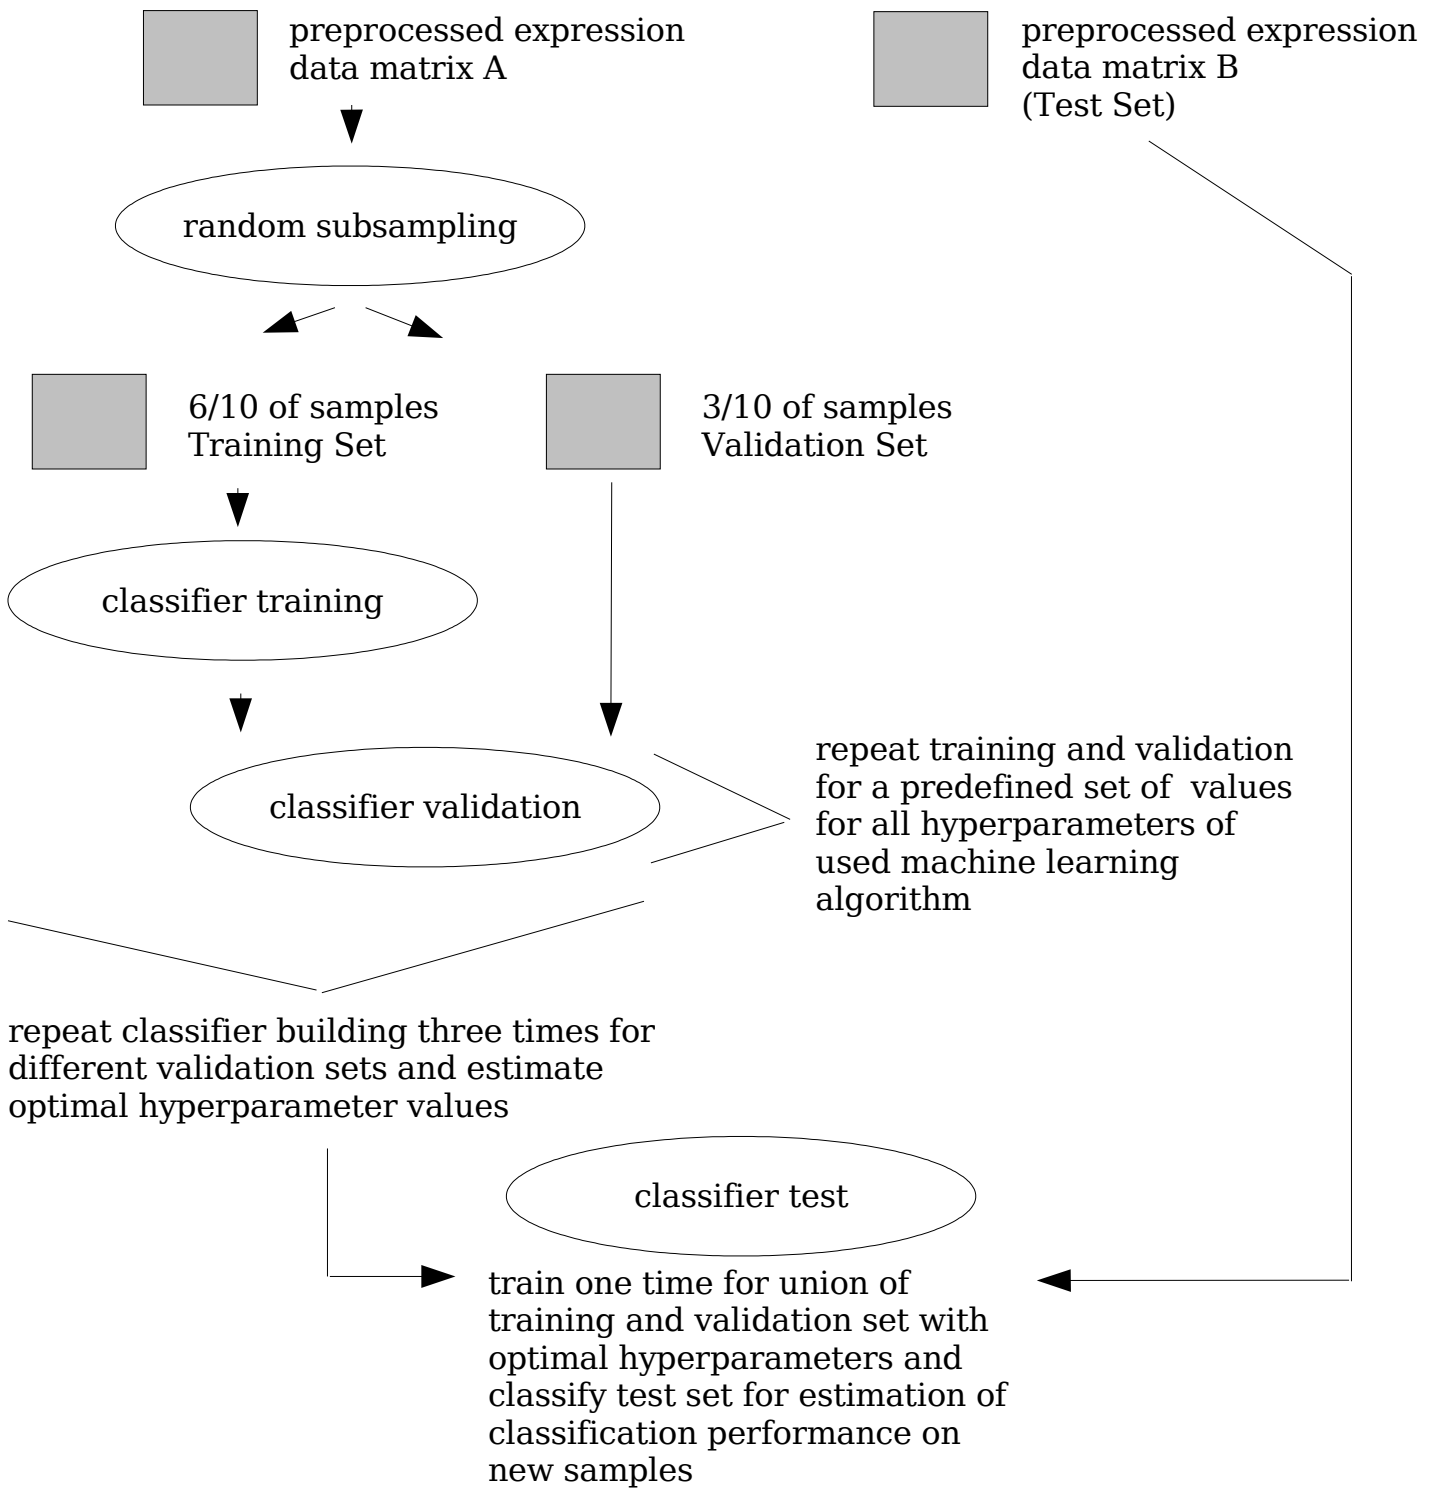 preprocessed expression
data matrix A
preprocessed expression
data matrix B
(Test Set)
random subsampling
6/10 of samples
Training Set
3/10 of samples
Validation Set
classifier training
classifier validation
repeat training and validation
for a predefined set of  values
for all hyperparameters of
used machine learning
algorithm
repeat classifier building three times for
different validation sets and estimate
optimal hyperparameter values
classifier test
train one time for union of
training and validation set with
optimal hyperparameters and
classify test set for estimation of
classification performance on
new samples